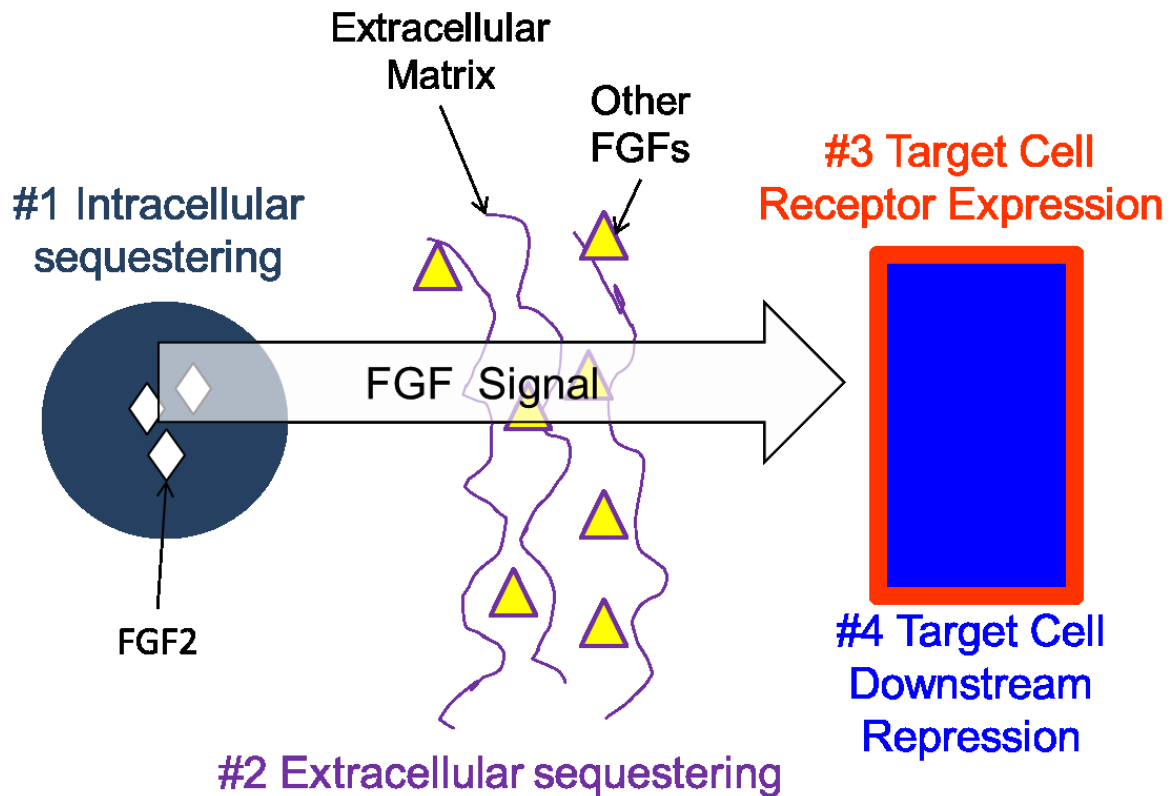 Extracellular
Matrix
Other
FGFs
#3 Target Cell
Receptor Expression
#1 Intracellular
sequestering
FGF Signal
FGF2
#4 Target Cell
Downstream
Repression
#2 Extracellular sequestering